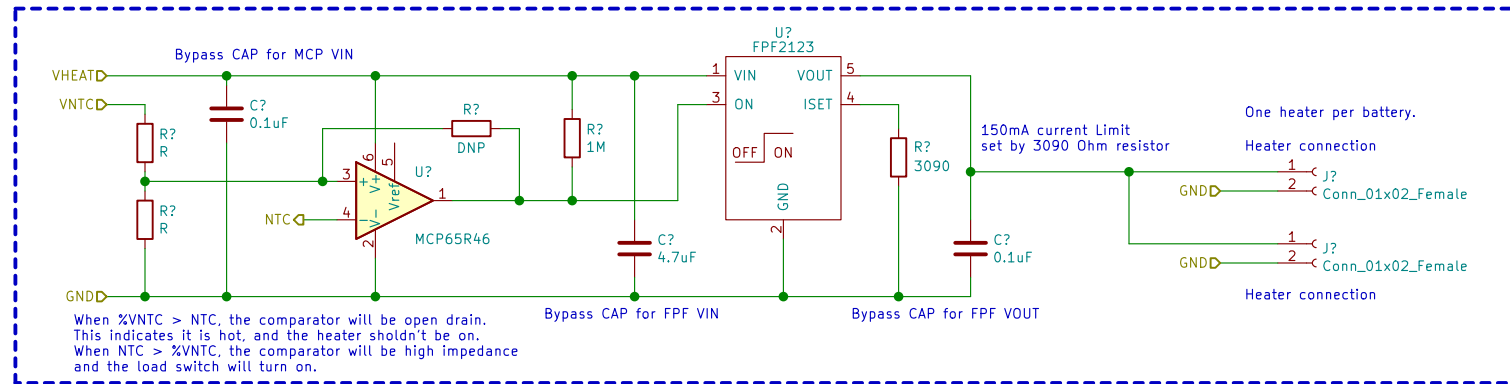 Bypass CAP for MCP VIN
VHEAT
VNTC
C?
0.1uF
R?
R
R?
R
R?
DNP
R?
1M
U?
MCP65R46
3
4
6
5
2
1
+
-
V+
Vref
V-
NTC
GND
C?
4.7uF
Bypass CAP for FPF VIN
U?
FPF2123
1
VIN
3
ON
VOUT
5
ISET
4
OFF
ON
GND
2
R?
3090
C?
0.1uF
Bypass CAP for FPF VOUT
150mA current Limit
set by 3090 Ohm resistor
One heater per battery.
Heater connection
1
2
GND
J?
Conn_01x02_Female
1
2
GND
J?
Conn_01x02_Female
Heater connection
When %VNTC > NTC, the comparator will be open drain.
This indicates it is hot, and the heater sholdn't be on.
When NTC > %VNTC, the comparator will be high impedance
and the load switch will turn on.